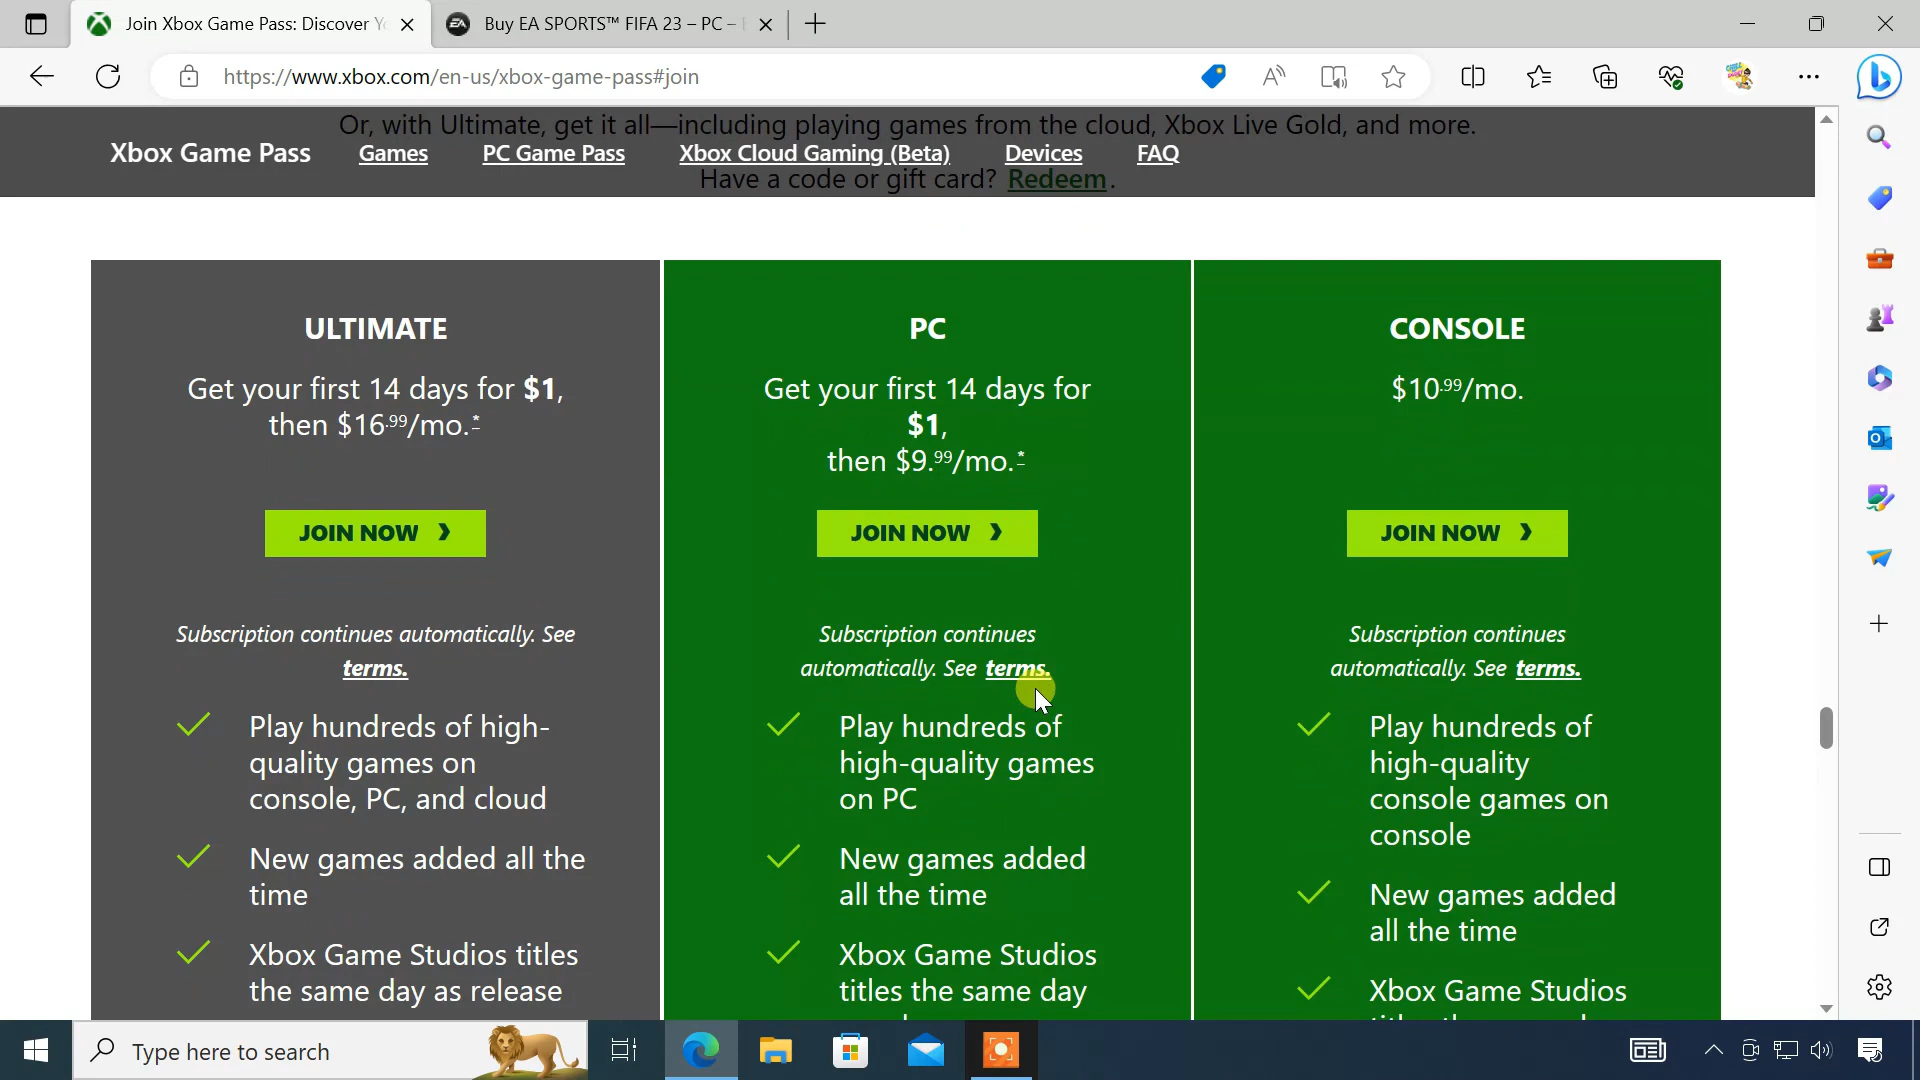 Join Xbox Game Pass: Discover Yo
Buy EA SPORTS™ FIFA 23 – PC –
https://www.xbox.com/en-us/xbox-game-pass#join
Or, with Ultimate, get it all—including playing games from the cloud, Xbox Live Gold, and more.
Xbox Game Pass Games PC Game Pass Xbox Cloud Gaming (Beta) Devices FAQ
Have a code or gift card? Redeem.
ULTIMATE
Get your first 14 days for $1,
then $16.99/mo.*
JOIN NOW
Subscription continues automatically. See
terms.
Play hundreds of high-
quality games on
console, PC, and cloud
New games added all the
time
Xbox Game Studios titles
the same day as release
PC
Get your first 14 days for
$1,
then $9.99/mo.*
JOIN NOW
Subscription continues
automatically. See terms.
Play hundreds of
high-quality games
on PC
New games added
all the time
Xbox Game Studios
titles the same day
CONSOLE
$10.99/mo.
JOIN NOW
Subscription continues
automatically. See terms.
Play hundreds of
high-quality
console games on
console
New games added
all the time
Xbox Game Studios
Type here to search